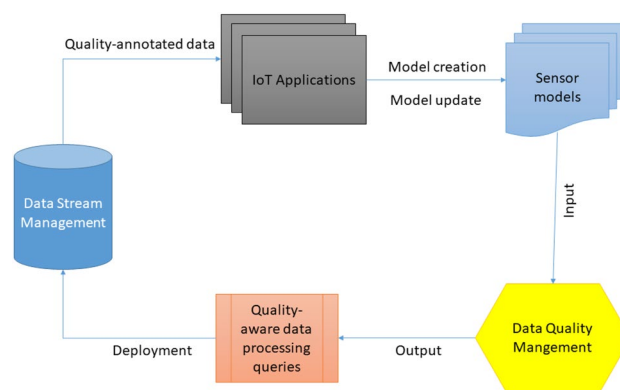 Quality-annotated data
IoT Applications
Model creation
Model update
Sensor
models
Input
Data Stream
Management
Data Quality
Mangement
Output
Quality-
aware data
processing
queries
Deployment